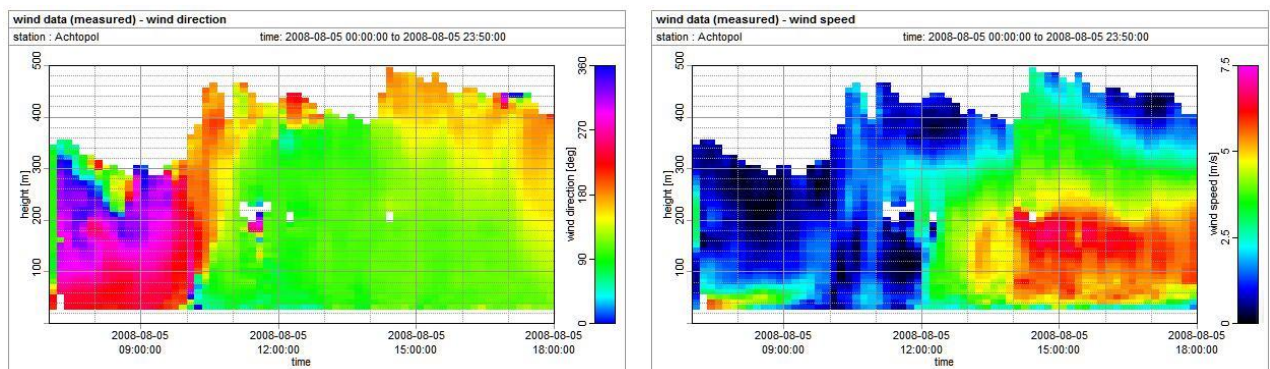 wind data (measured) - wind direction
station : Achtopol time: 2008-08-05 00:00:00 to 2008-08-05 23:50:00
500
400
300
200
100
height [m]
2008-08-05 09:00:00
2008-08-05 12:00:00
2008-08-05 15:00:00
2008-08-05 18:00:00
time
360
270
180
90
0
wind direction [deg]
wind data (measured) - wind speed
station : Achtopol time: 2008-08-05 00:00:00 to 2008-08-05 23:50:00
500
400
300
200
100
height [m]
2008-08-05 09:00:00
2008-08-05 12:00:00
2008-08-05 15:00:00
2008-08-05 18:00:00
time
7.5
5
2.5
0
wind speed [m/s]